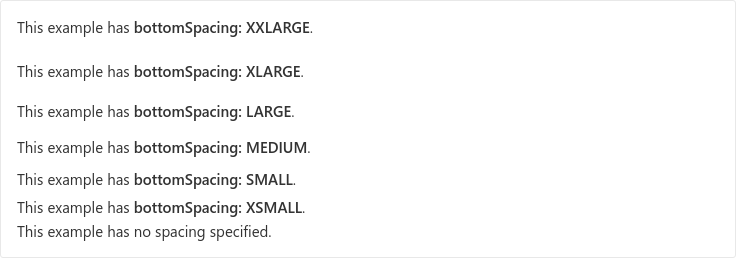 This example has bottomSpacing: XXLARGE.
This example has bottomSpacing: XLARGE.
This example has bottomSpacing: LARGE.
This example has bottomSpacing: MEDIUM.
This example has bottomSpacing: SMALL.
This example has bottomSpacing: XSMALL.
This example has no spacing specified.